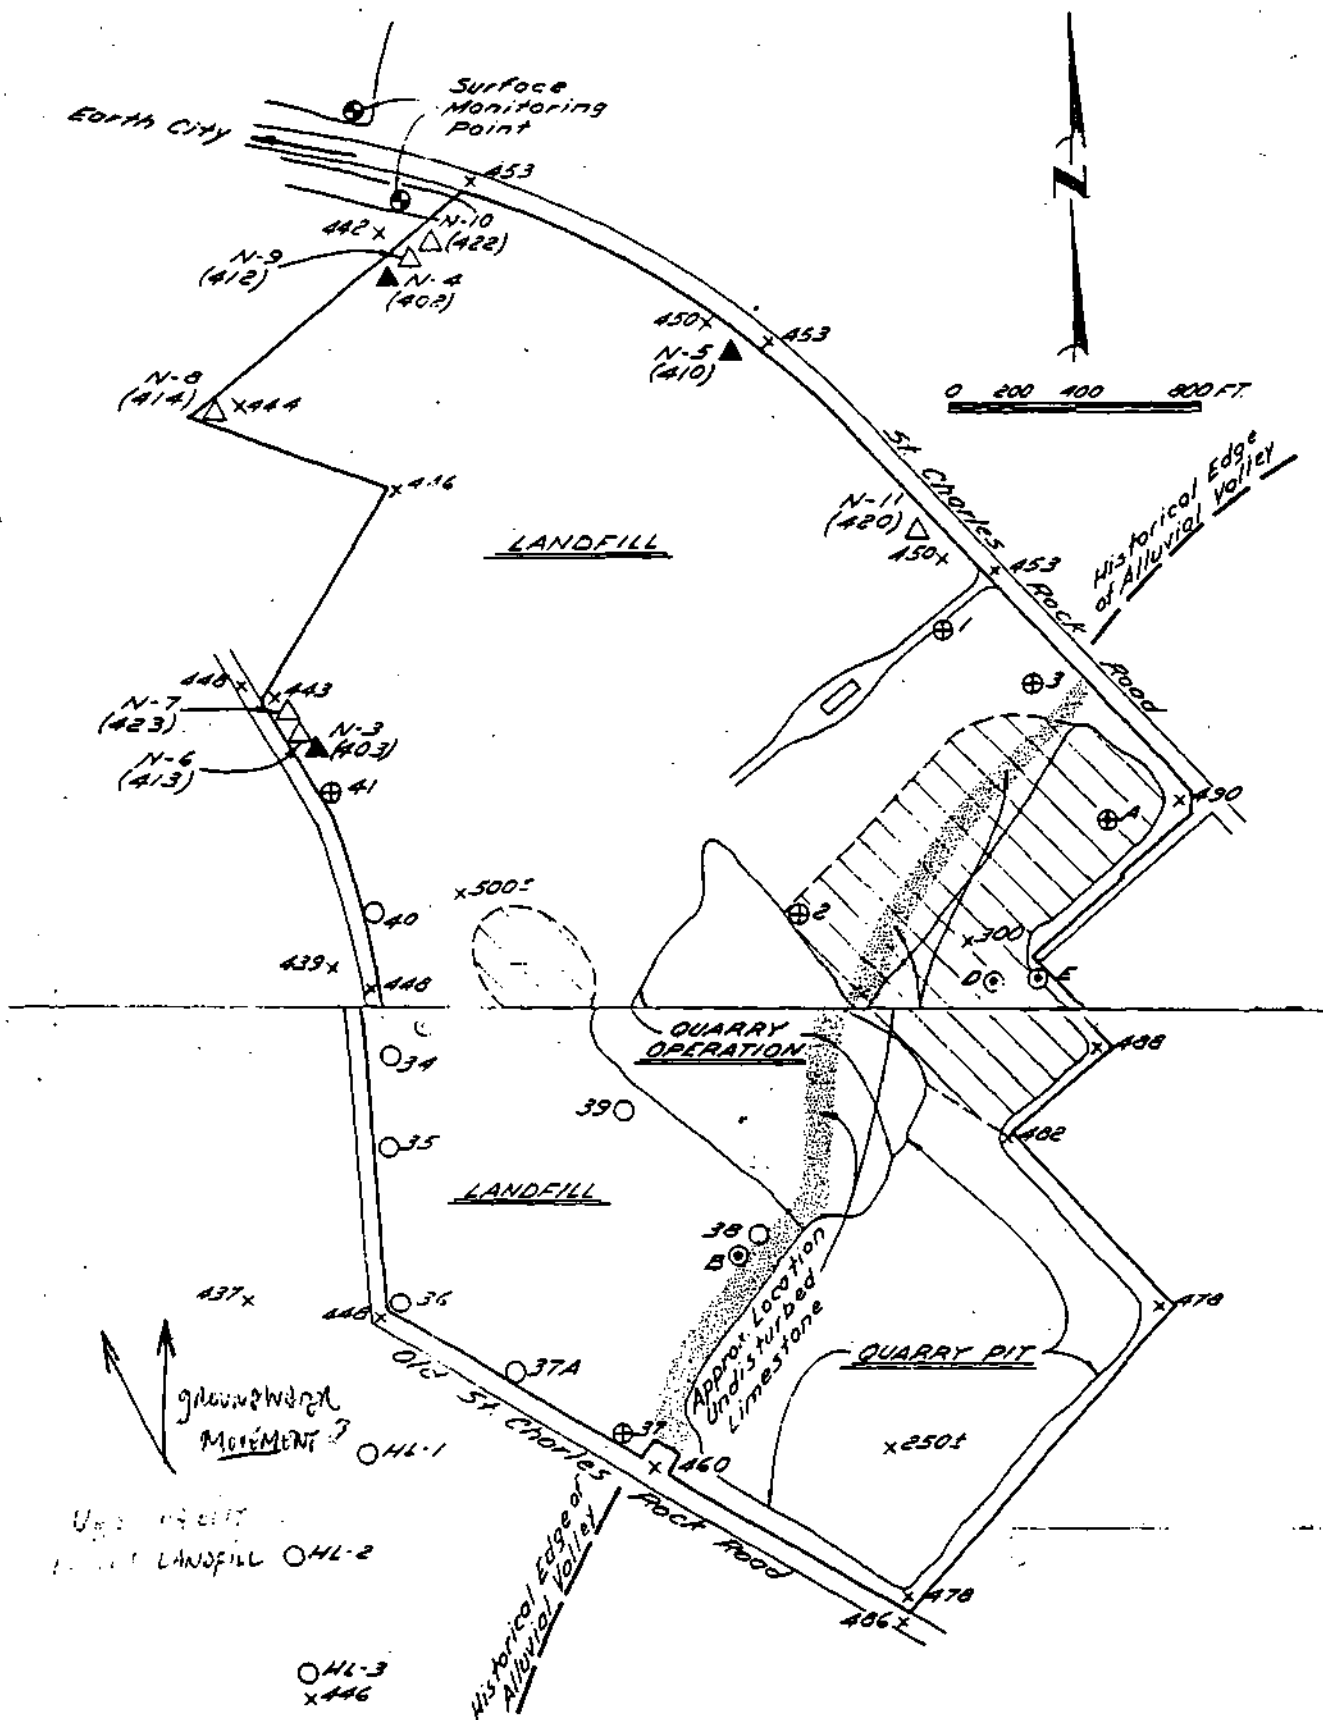 Surface
Monitoring
Point
Earth City
453
442
N-10
(422)
N-9
(412)
N-4
(402)
N
450
453
N-5
(410)
0 200 400 800 FT.
N-8
(414)
444
St. Charles Rock Road
Historical Edge
of Alluvial Valley
416
N-11
(420)
LANDFILL
450
453
1
3
448
443
N-7
(423)
N-3
(403)
N-6
(413)
41
490
A
500±
40
2
300
439
448
D
E
QUARRY
OPERATION
34
488
39
35
482
LANDFILL
38
B
437
36
448
478
Approx. Location
Undisturbed
Limestone
QUARRY PIT
Old St. Charles Rock Road
37A
GROUNDWATER
MOVEMENT ?
37
250±
HL-1
460
LANDFILL
HL-2
Historical Edge of
Alluvial Valley
478
486
HL-3
446